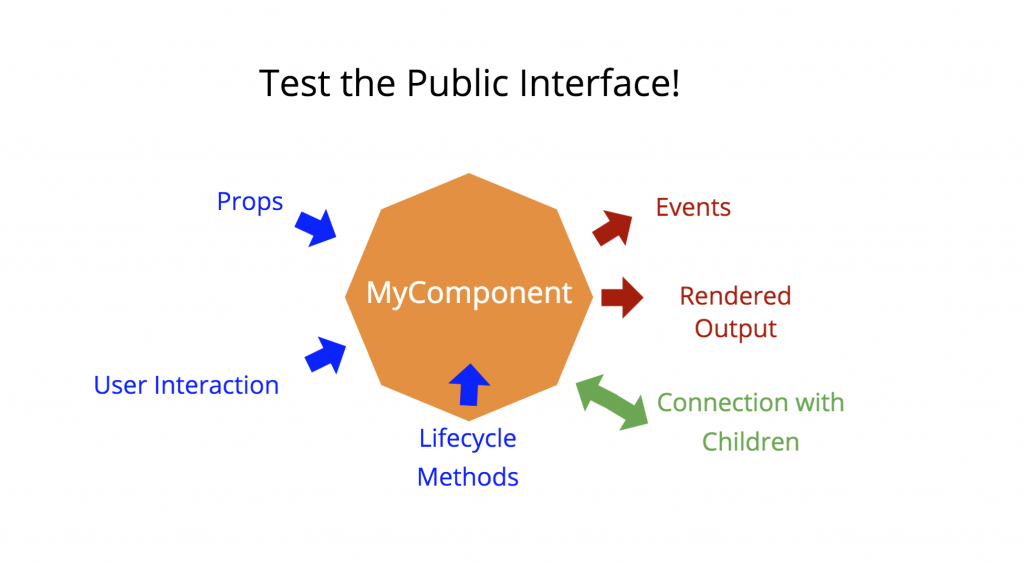 Test the Public Interface!
Props
Events
MyComponent
Rendered
Output
User Interaction
Connection with
Children
Lifecycle
Methods